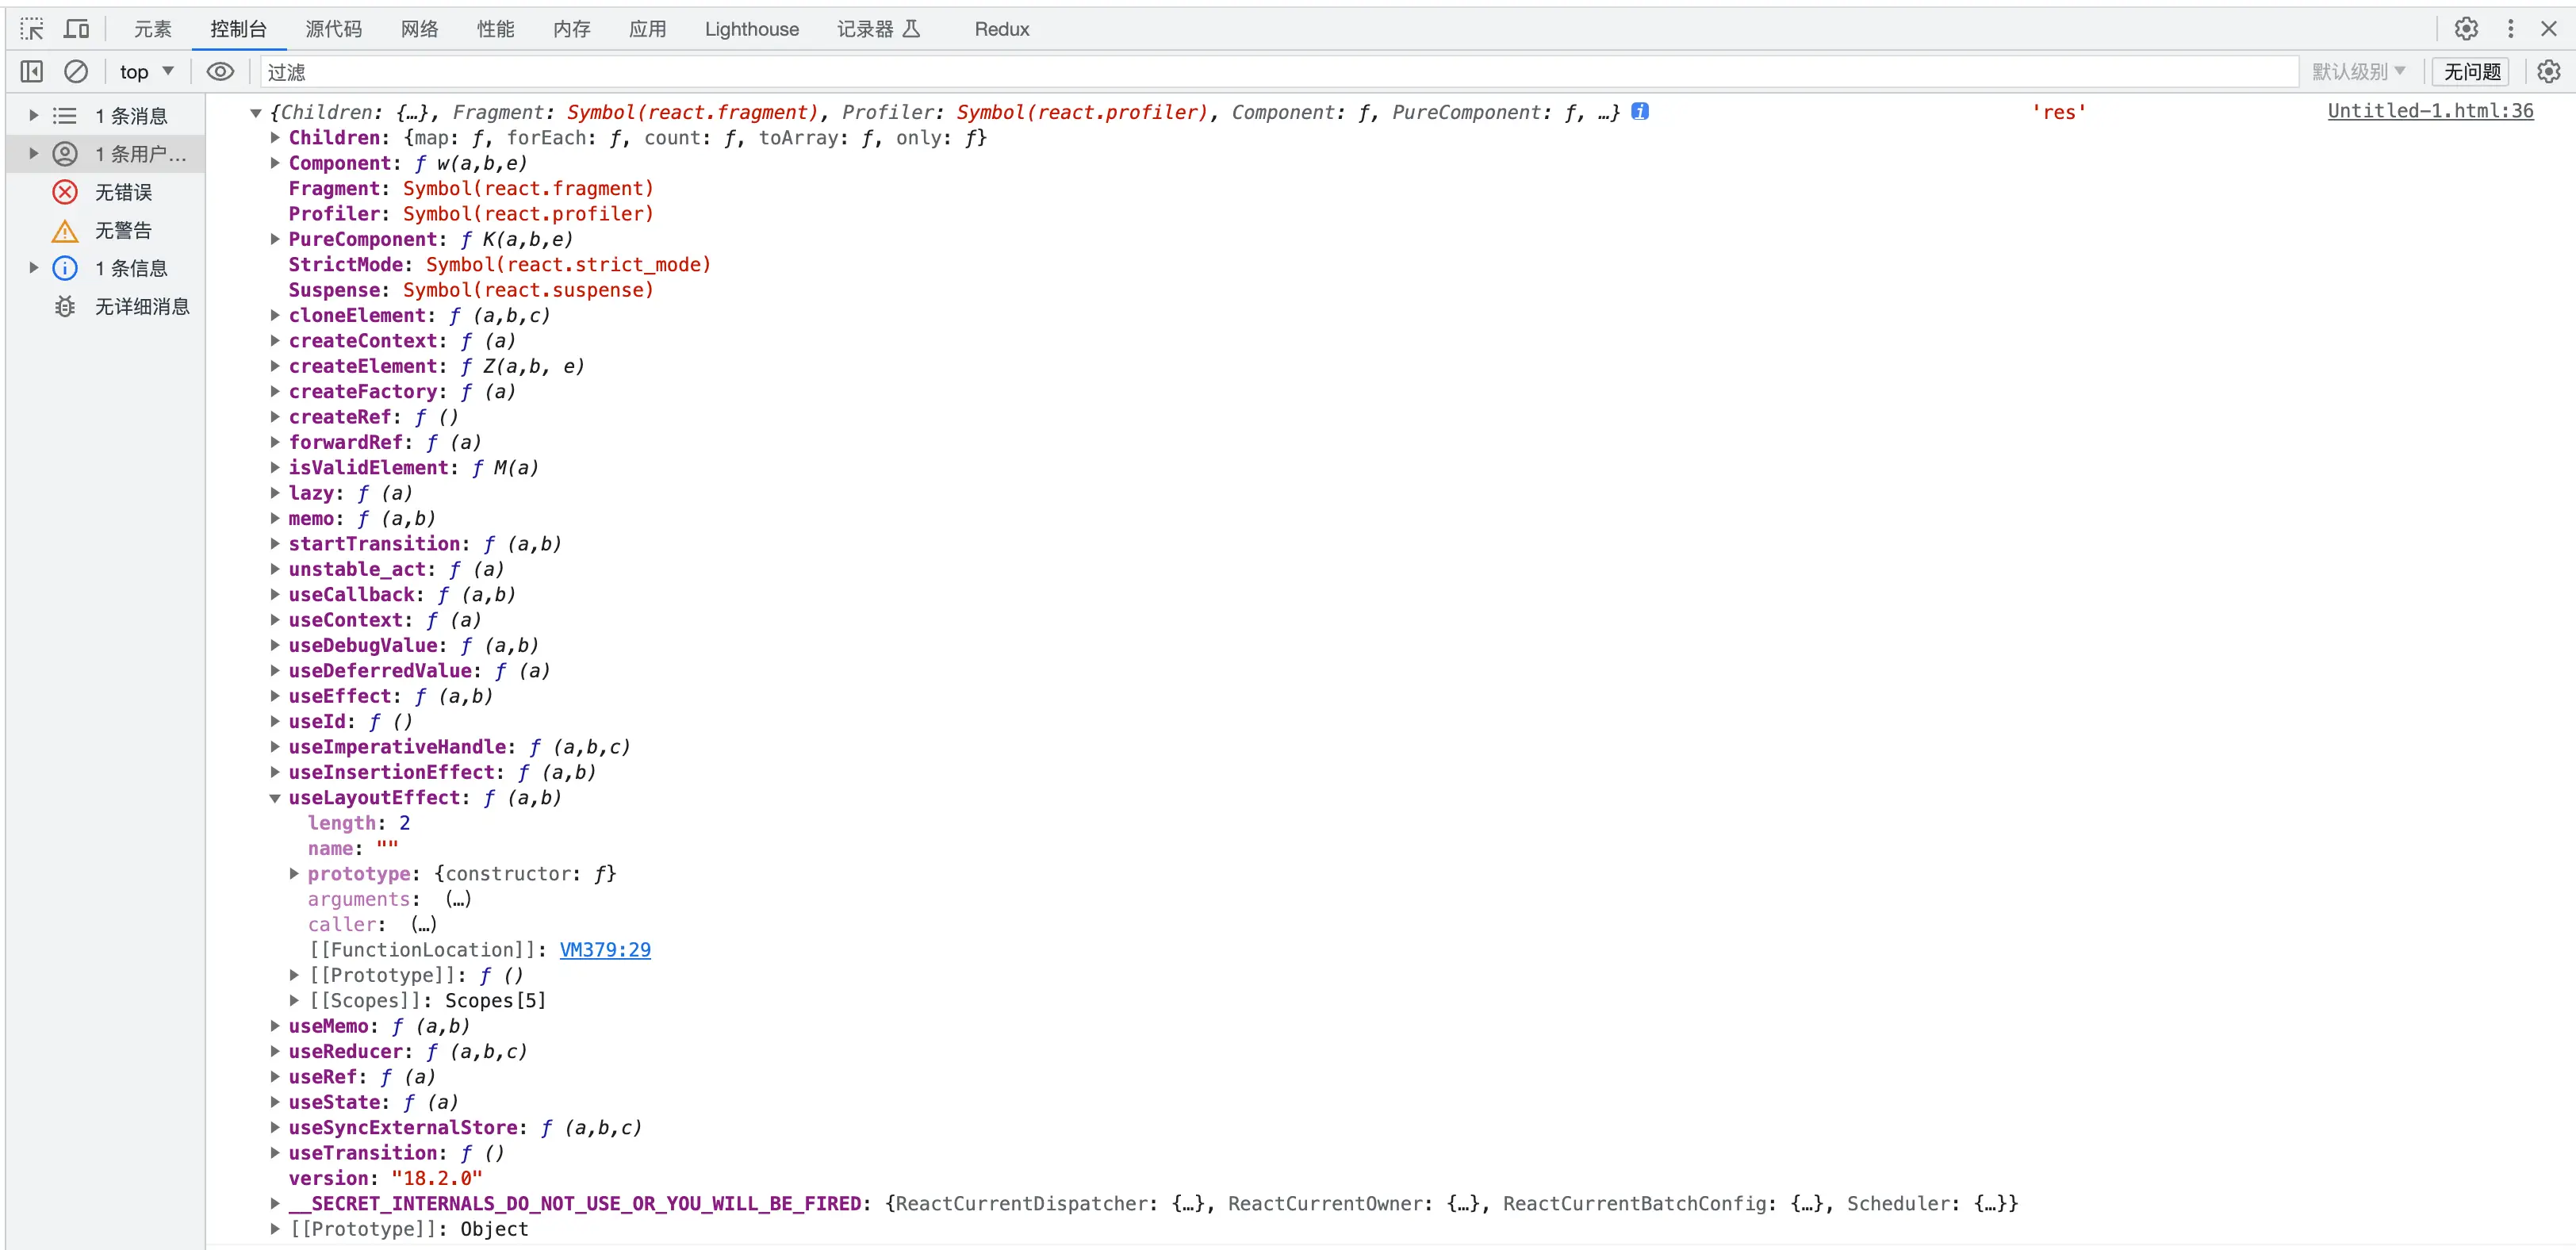 元素 控制台 源代码 网络 性能 内存 应用 Lighthouse 记录器 Redux
top 过滤 默认级别 无问题
1 条消息
1 条用户…
无错误
无警告
1 条信息
无详细消息
{Children: {…}, Fragment: Symbol(react.fragment), Profiler: Symbol(react.profiler), Component: ƒ, PureComponent: ƒ, …} i 'res' Untitled-1.html:36
Children: {map: ƒ, forEach: ƒ, count: ƒ, toArray: ƒ, only: ƒ}
Component: ƒ w(a,b,e)
Fragment: Symbol(react.fragment)
Profiler: Symbol(react.profiler)
PureComponent: ƒ K(a,b,e)
StrictMode: Symbol(react.strict_mode)
Suspense: Symbol(react.suspense)
cloneElement: ƒ (a,b,c)
createContext: ƒ (a)
createElement: ƒ Z(a,b, e)
createFactory: ƒ (a)
createRef: ƒ ()
forwardRef: ƒ (a)
isValidElement: ƒ M(a)
lazy: ƒ (a)
memo: ƒ (a,b)
startTransition: ƒ (a,b)
unstable_act: ƒ (a)
useCallback: ƒ (a,b)
useContext: ƒ (a)
useDebugValue: ƒ (a,b)
useDeferredValue: ƒ (a)
useEffect: ƒ (a,b)
useId: ƒ ()
useImperativeHandle: ƒ (a,b,c)
useInsertionEffect: ƒ (a,b)
useLayoutEffect: ƒ (a,b)
length: 2
name: ""
prototype: {constructor: ƒ}
arguments: (…)
caller: (…)
[[FunctionLocation]]: VM379:29
[[Prototype]]: ƒ ()
[[Scopes]]: Scopes[5]
useMemo: ƒ (a,b)
useReducer: ƒ (a,b,c)
useRef: ƒ (a)
useState: ƒ (a)
useSyncExternalStore: ƒ (a,b,c)
useTransition: ƒ ()
version: "18.2.0"
__SECRET_INTERNALS_DO_NOT_USE_OR_YOU_WILL_BE_FIRED: {ReactCurrentDispatcher: {…}, ReactCurrentOwner: {…}, ReactCurrentBatchConfig: {…}, Scheduler: {…}}
[[Prototype]]: Object